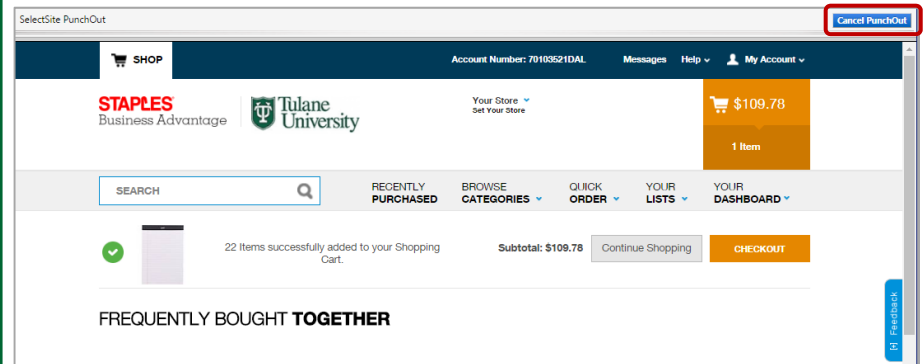 SelectSite PunchOut
Cancel PunchOut
SHOP
Account Number: 70103521DAL
Messages
Help
My Account
STAPLES
Business Advantage
Tulane
University
Your Store
Set Your Store
$109.78
1 Item
SEARCH
RECENTLY
PURCHASED
BROWSE
CATEGORIES
QUICK
ORDER
YOUR
LISTS
YOUR
DASHBOARD
22 Items successfully added to your Shopping
Cart.
Subtotal: $109.78
Continue Shopping
CHECKOUT
[+] Feedback
FREQUENTLY BOUGHT TOGETHER